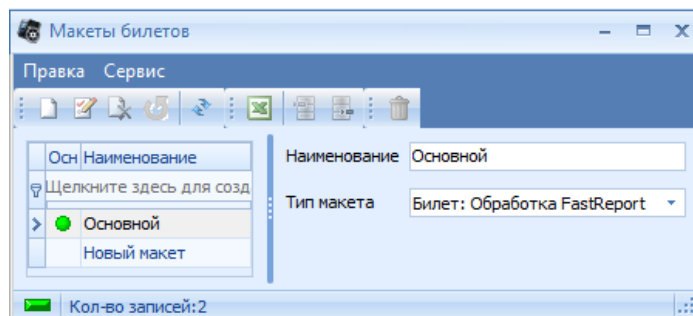 Макеты билетов
Правка Сервис
Осн Наименование
Щелкните здесь для созд
Основной
Новый макет
Наименование Основной
Тип макета Билет: Обработка FastReport
Кол-во записей:2